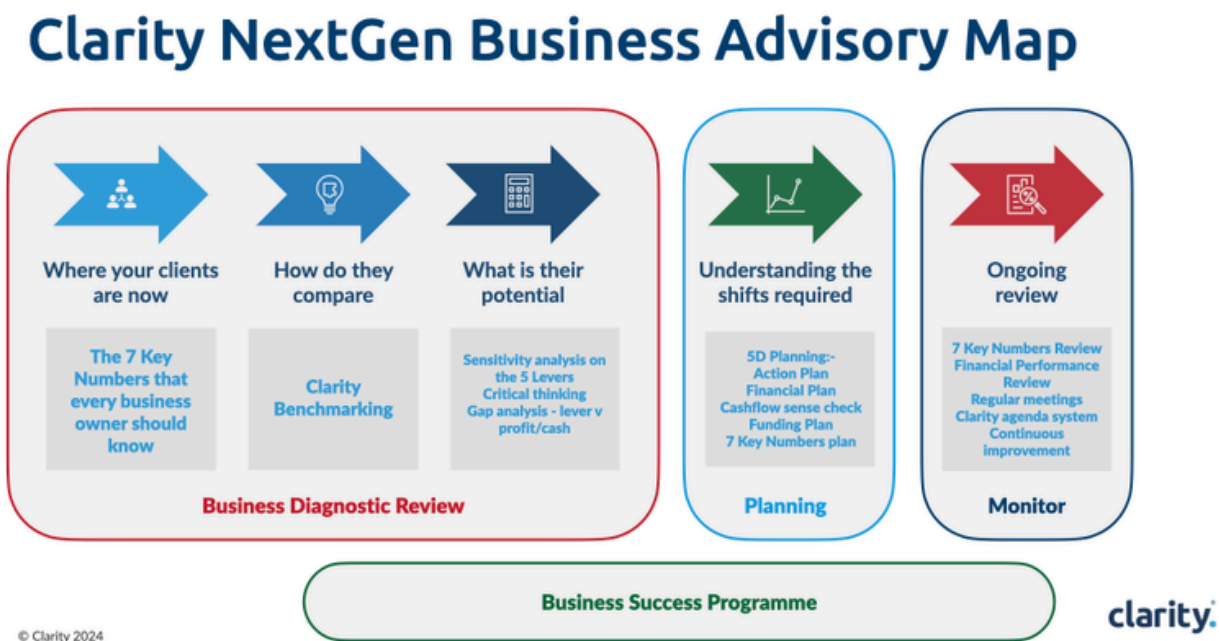 Clarity NextGen Business Advisory Map
Where your clients
are now
The 7 Key
Numbers that
every business
owner should
know
How do they
compare
Clarity
Benchmarking
What is their
potential
Sensitivity analysis on
the 5 Levers
Critical thinking
Gap analysis - lever v
profit/cash
Business Diagnostic Review
Understanding the
shifts required
5D Planning:-
Action Plan
Financial Plan
Cashflow sense check
Funding Plan
7 Key Numbers plan
Planning
Ongoing
review
7 Key Numbers Review
Financial Performance
Review
Regular meetings
Clarity agenda system
Continuous
improvement
Monitor
Business Success Programme
© Clarity 2024
clarity.